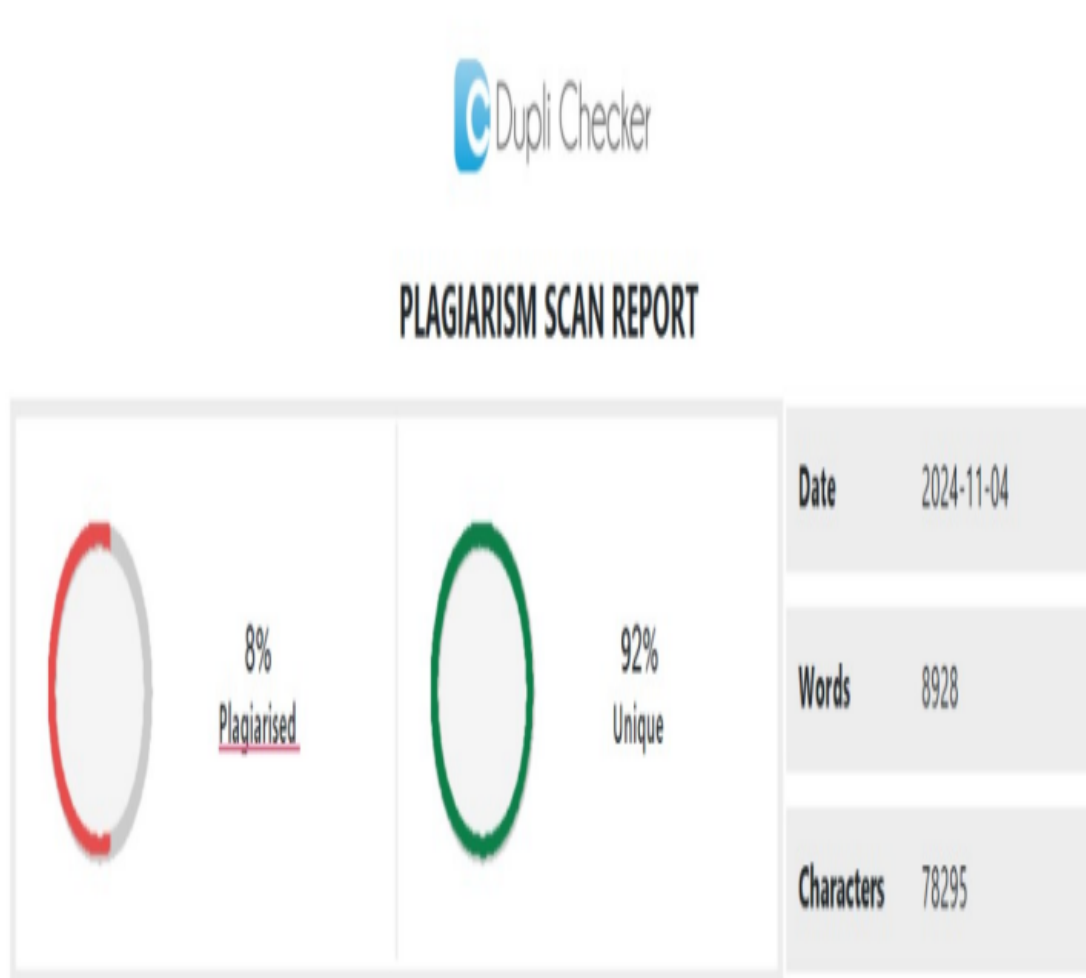 Dupli Checker
PLAGIARISM SCAN REPORT
8%
Plagiarised
92%
Unique
Date 2024-11-04
Words 8928
Characters 78295